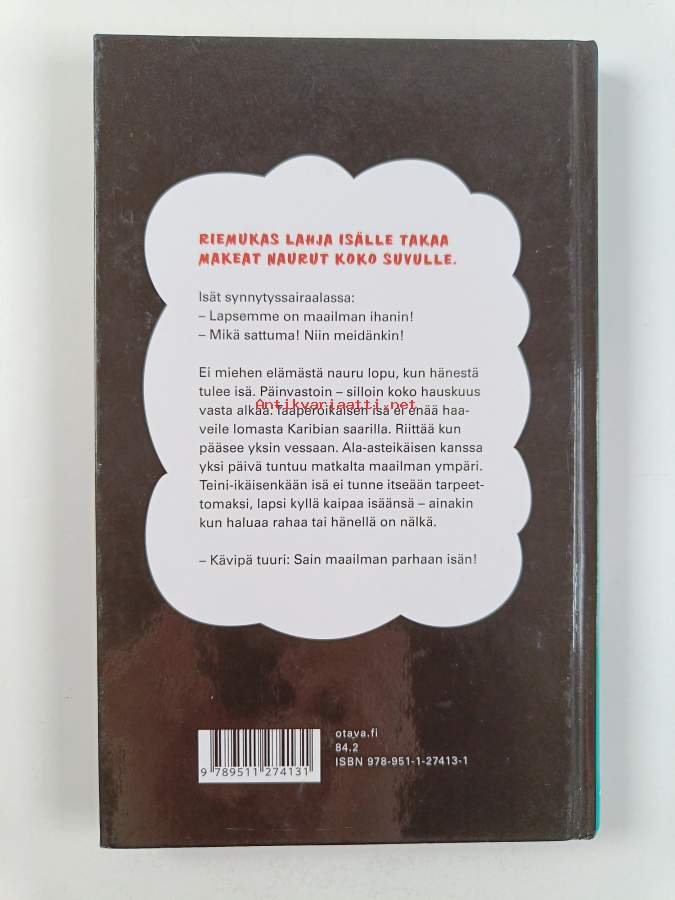 RIEMUKAS LAHJA ISÄLLE TAKAA
MAKEAT NAURUT KOKO SUVULLE.
Isät synnytyssairaalassa:
– Lapsemme on maailman ihanin!
– Mikä sattuma! Niin meidänkin!
Ei miehen elämästä nauru lopu, kun hänestä
tulee isä. Päinvastoin – silloin koko hauskuus
Antikvariaatti.net
vasta alkaa. Taaperoikäisen isä ei enää haa-
veile lomasta Karibian saarilla. Riittää kun
pääsee yksin vessaan. Ala-asteikäisen kanssa
yksi päivä tuntuu matkalta maailman ympäri.
Teini-ikäisenkään isä ei tunne itseään tarpeet-
tomaksi, lapsi kyllä kaipaa isäänsä – ainakin
kun haluaa rahaa tai hänellä on nälkä.
– Kävipä tuuri: Sain maailman parhaan isän!
otava.fi
84.2
ISBN 978-951-1-27413-1
9 789511 274131